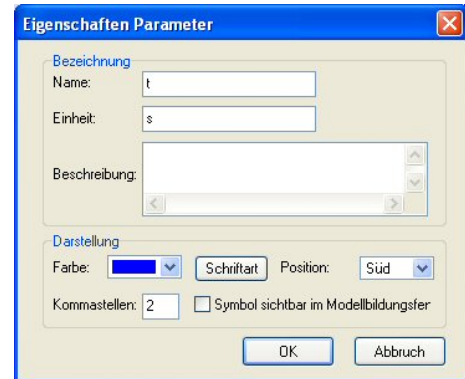 Eigenschaften Parameter
Bezeichnung
Name: t
Einheit: s
Beschreibung:
Darstellung
Farbe: Schriftart Position: Süd
Kommastellen: 2 Symbol sichtbar im Modellbildungsfer
OK Abbruch